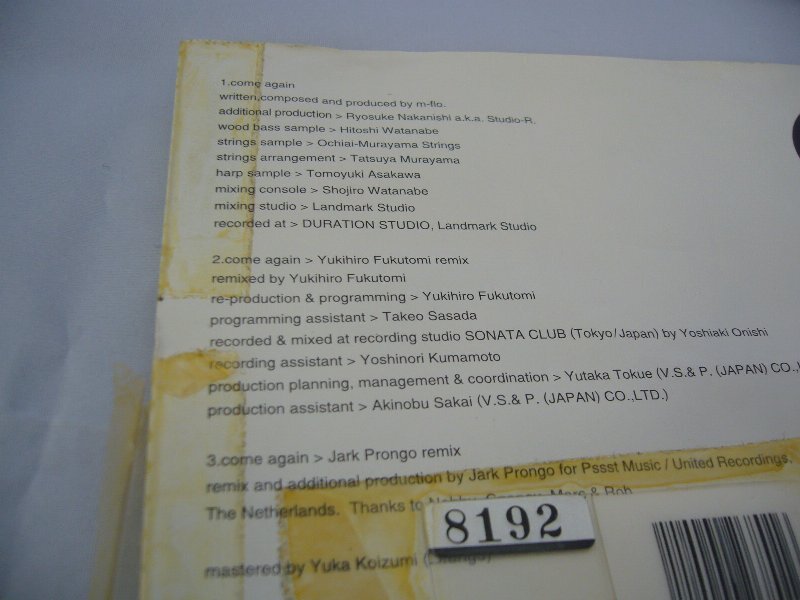 1.come again
written,composed and produced by m-flo.
additional production > Ryosuke Nakanishi a.k.a. Studio-R.
wood bass sample > Hitoshi Watanabe
strings sample > Ochiai-Murayama Strings
strings arrangement > Tatsuya Murayama
harp sample > Tomoyuki Asakawa
mixing console > Shojiro Watanabe
mixing studio > Landmark Studio
recorded at > DURATION STUDIO, Landmark Studio
2.come again > Yukihiro Fukutomi remix
remixed by Yukihiro Fukutomi
re-production & programming > Yukihiro Fukutomi
programming assistant > Takeo Sasada
recorded & mixed at recording studio SONATA CLUB (Tokyo/Japan) by Yoshiaki Onishi
recording assistant > Yoshinori Kumamoto
production planning, management & coordination > Yutaka Tokue (V.S.& P. (JAPAN) CO.,
production assistant > Akinobu Sakai (V.S.& P. (JAPAN) CO.,LTD.)
3.come again > Jark Prongo remix
remix and additional production by Jark Prongo for Pssst Music / United Recordings.
The Netherlands. Thanks to & Rob
mastered by Yuka Koizumi
8192